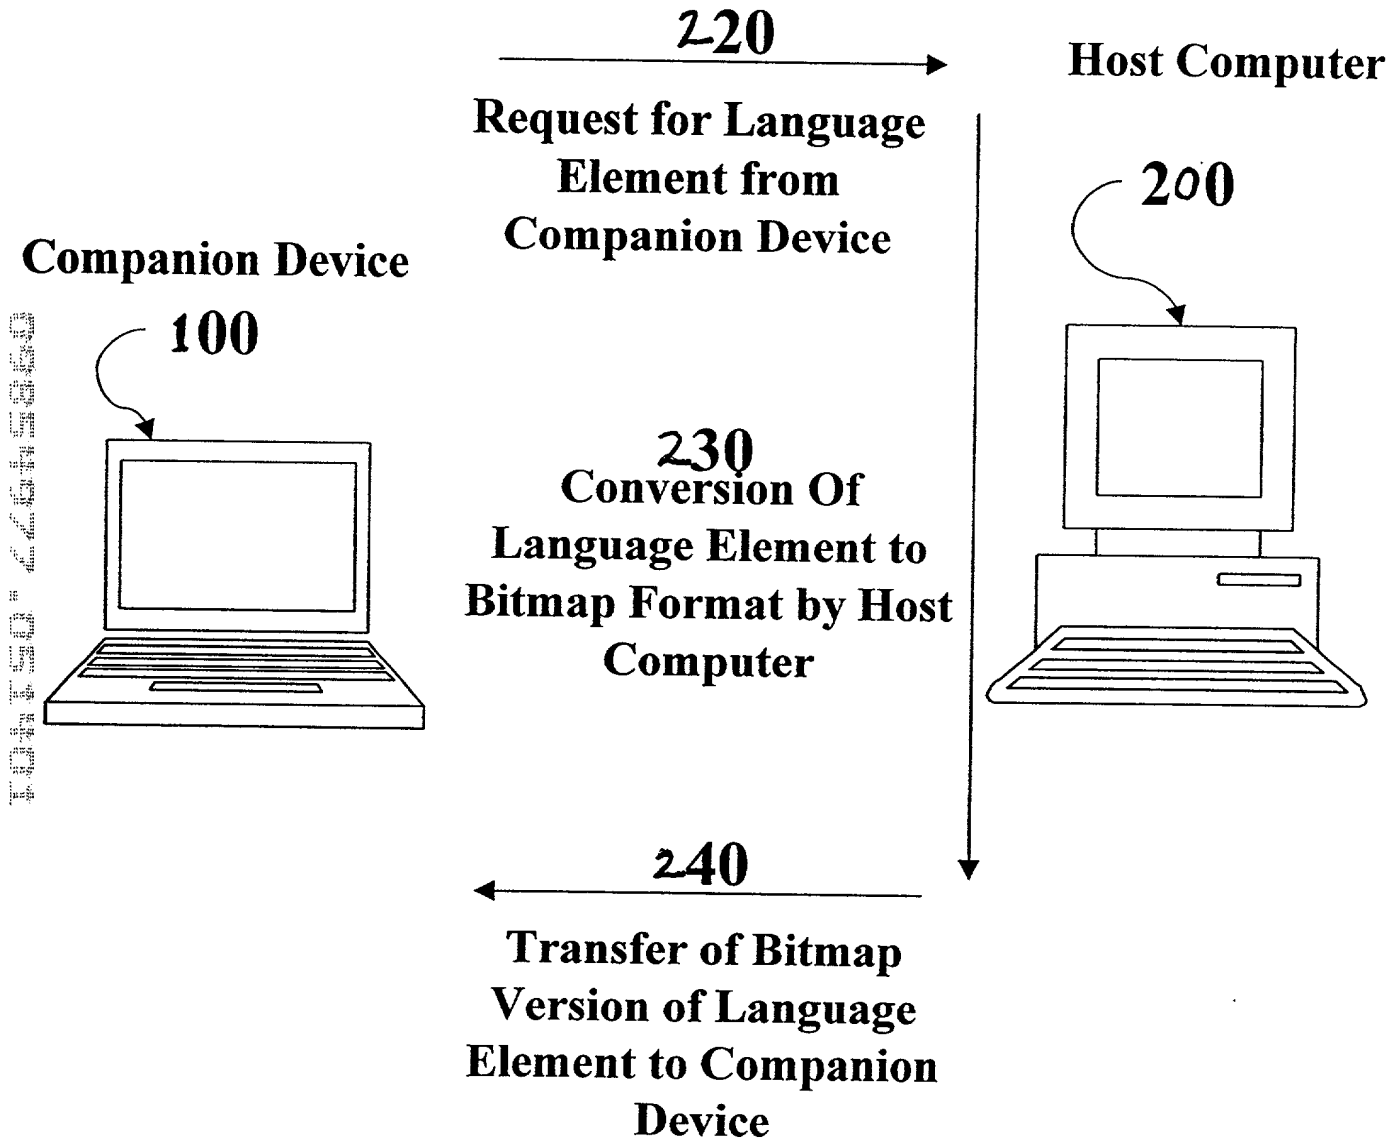 220
Host Computer
Request for Language
Element from
Companion Device
200
Companion Device
100
230
Conversion Of
Language Element to
Bitmap Format by Host
Computer
240
Transfer of Bitmap
Version of Language
Element to Companion
Device